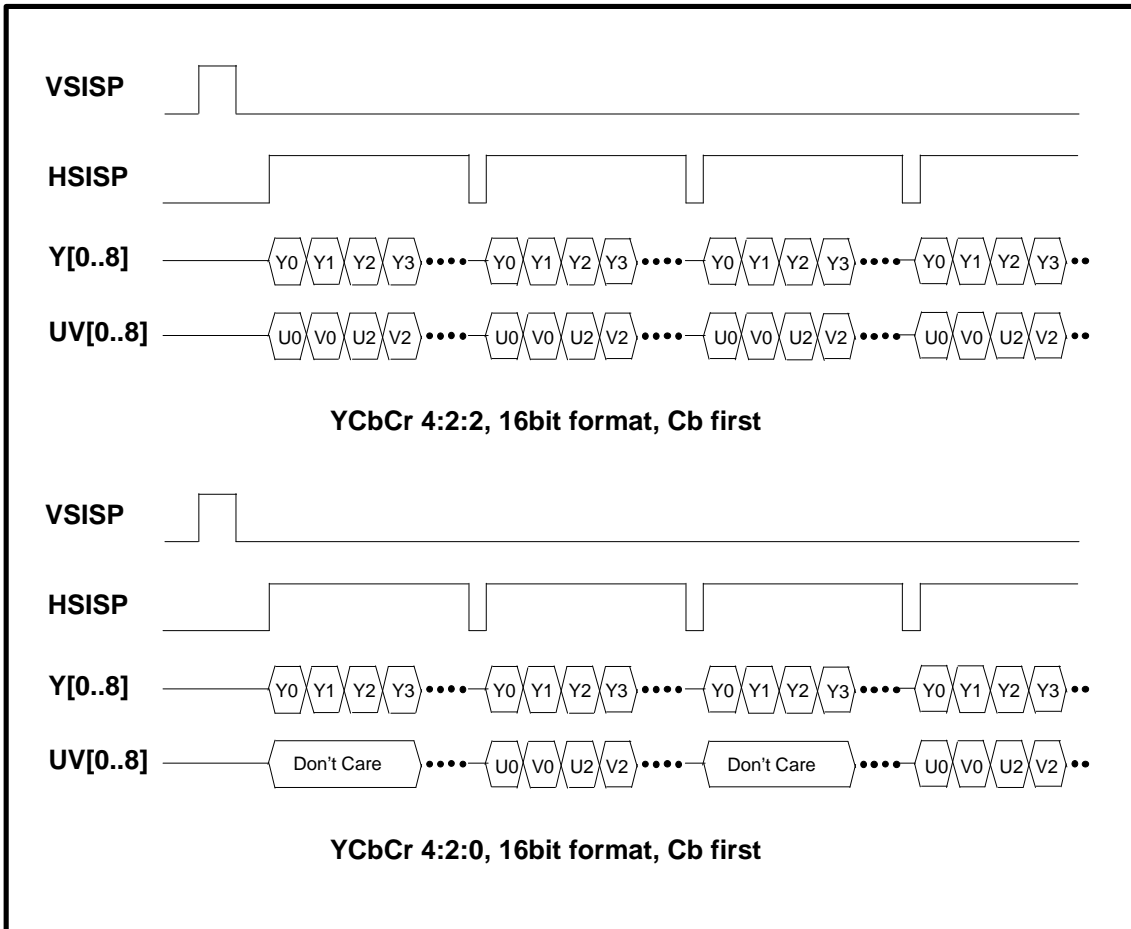 VSISP
HSISP
Y[0..8] Y0 Y1 Y2 Y3 •••• Y0 Y1 Y2 Y3 •••• Y0 Y1 Y2 Y3 •••• Y0 Y1 Y2 Y3 ••
UV[0..8] U0 V0 U2 V2 •••• U0 V0 U2 V2 •••• U0 V0 U2 V2 •••• U0 V0 U2 V2 ••
YCbCr 4:2:2, 16bit format, Cb first
VSISP
HSISP
Y[0..8] Y0 Y1 Y2 Y3 •••• Y0 Y1 Y2 Y3 •••• Y0 Y1 Y2 Y3 •••• Y0 Y1 Y2 Y3 ••
UV[0..8] Don't Care •••• U0 V0 U2 V2 •••• Don't Care •••• U0 V0 U2 V2 ••
YCbCr 4:2:0, 16bit format, Cb first